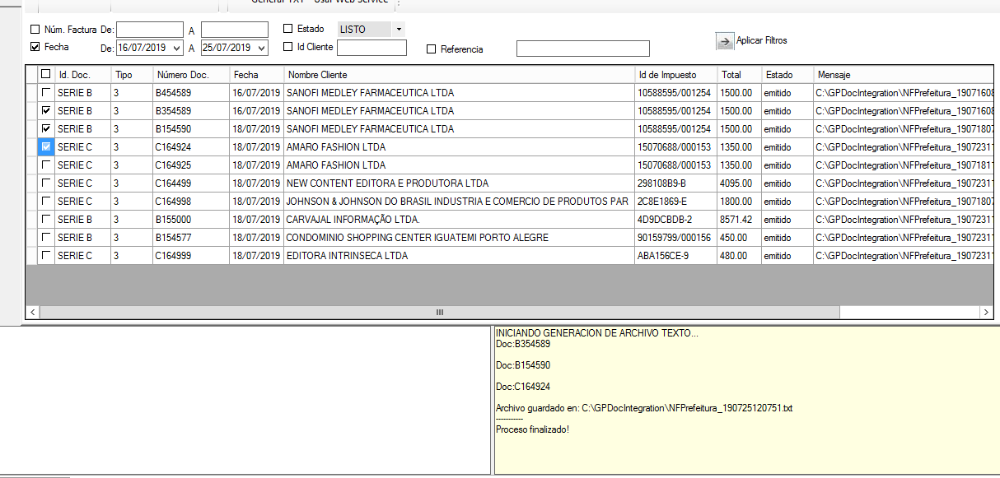 Generar TXT - Usar Web Service
Núm. Factura De: A Estado LISTO
Fecha De: 16/07/2019 A 25/07/2019 Id Cliente Referencia Aplicar Filtros
Id. Doc. Tipo Número Doc. Fecha Nombre Cliente Id de Impuesto Total Estado Mensaje
SERIE B 3 B454589 16/07/2019 SANOFI MEDLEY FARMACEUTICA LTDA 10588595/001254 1500.00 emitido C:\GPDocIntegration\NFPrefeitura_19071608
SERIE B 3 B354589 16/07/2019 SANOFI MEDLEY FARMACEUTICA LTDA 10588595/001254 1500.00 emitido C:\GPDocIntegration\NFPrefeitura_19071608
SERIE B 3 B154590 18/07/2019 SANOFI MEDLEY FARMACEUTICA LTDA 10588595/001254 1500.00 emitido C:\GPDocIntegration\NFPrefeitura_19071807
SERIE C 3 C164924 18/07/2019 AMARO FASHION LTDA 15070688/000153 1350.00 emitido C:\GPDocIntegration\NFPrefeitura_19072311
SERIE C 3 C164925 18/07/2019 AMARO FASHION LTDA 15070688/000153 1350.00 emitido C:\GPDocIntegration\NFPrefeitura_19071811
SERIE C 3 C164499 18/07/2019 NEW CONTENT EDITORA E PRODUTORA LTDA 298108B9-B 4095.00 emitido C:\GPDocIntegration\NFPrefeitura_19072311
SERIE C 3 C164998 18/07/2019 JOHNSON & JOHNSON DO BRASIL INDUSTRIA E COMERCIO DE PRODUTOS PAR 2C8E1869-E 1800.00 emitido C:\GPDocIntegration\NFPrefeitura_19071807
SERIE B 3 B155000 18/07/2019 CARVAJAL INFORMAÇÃO LTDA. 4D9DCBDB-2 8571.42 emitido C:\GPDocIntegration\NFPrefeitura_19072311
SERIE B 3 B154577 18/07/2019 CONDOMINIO SHOPPING CENTER IGUATEMI PORTO ALEGRE 90159799/000156 450.00 emitido C:\GPDocIntegration\NFPrefeitura_19072311
SERIE C 3 C164999 18/07/2019 EDITORA INTRINSECA LTDA ABA156CE-9 480.00 emitido C:\GPDocIntegration\NFPrefeitura_19072311
INICIANDO GENERACION DE ARCHIVO TEXTO...
Doc:B354589
Doc:B154590
Doc:C164924
Archivo guardado en: C:\GPDocIntegration\NFPrefeitura_190725120751.txt
-----------
Proceso finalizado!